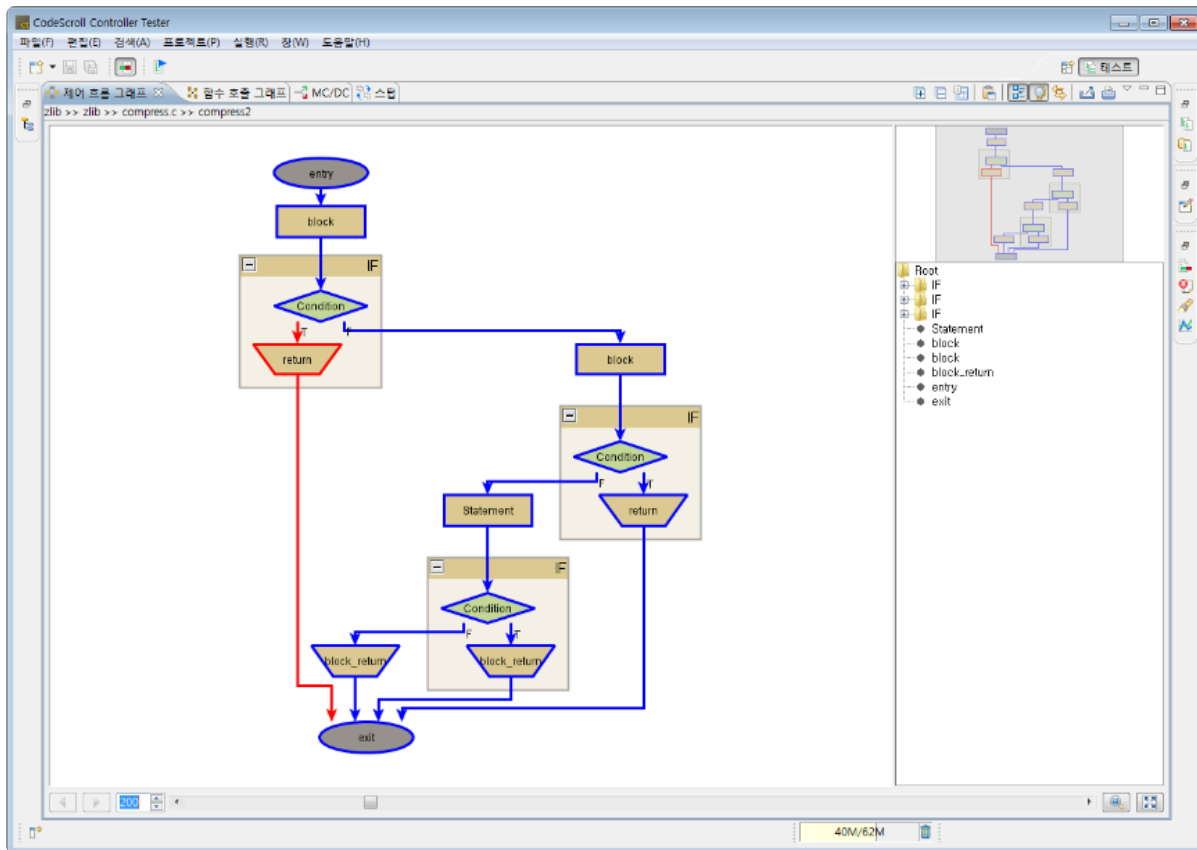 CodeScroll Controller Tester
파일(F) 편집(E) 검색(A) 프로젝트(P) 실행(R) 창(W) 도움말(H)
테스트
제어 흐름 그래프 함수 호출 그래프 MC/DC 스텁
zlib >> zlib >> compress.c >> compress2
entry
block
IF
Condition
T F
return
block
IF
Condition
F T
Statement
return
IF
Condition
F T
block_return
block_return
exit
Root
IF
IF
IF
Statement
block
block
block_return
entry
exit
200
40M/62M